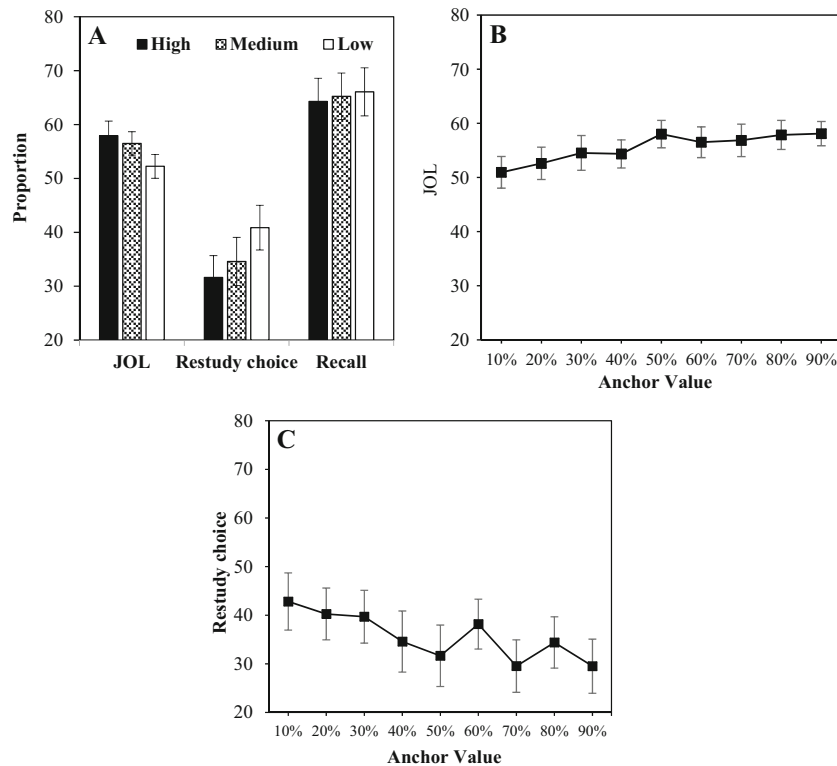 A
High Medium Low
Proportion
80
70
60
50
40
30
20
JOL Restudy choice Recall
B
JOL
80
70
60
50
40
30
20
10% 20% 30% 40% 50% 60% 70% 80% 90%
Anchor Value
C
Restudy choice
80
70
60
50
40
30
20
10% 20% 30% 40% 50% 60% 70% 80% 90%
Anchor Value